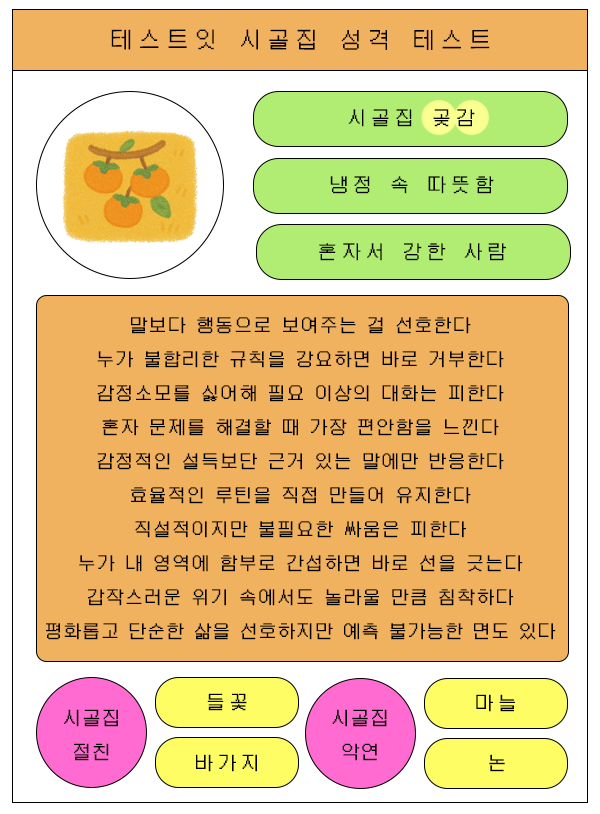 테스트잇 시골집 성격 테스트
시골집 곶감
냉정 속 따뜻함
혼자서 강한 사람
말보다 행동으로 보여주는 걸 선호한다
누가 불합리한 규칙을 강요하면 바로 거부한다
감정소모를 싫어해 필요 이상의 대화는 피한다
혼자 문제를 해결할 때 가장 편안함을 느낀다
감정적인 설득보단 근거 있는 말에만 반응한다
효율적인 루틴을 직접 만들어 유지한다
직설적이지만 불필요한 싸움은 피한다
누가 내 영역에 함부로 간섭하면 바로 선을 긋는다
갑작스러운 위기 속에서도 놀라울 만큼 침착하다
평화롭고 단순한 삶을 선호하지만 예측 불가능한 면도 있다
시골집
절친
들꽃
바가지
시골집
악연
마늘
논